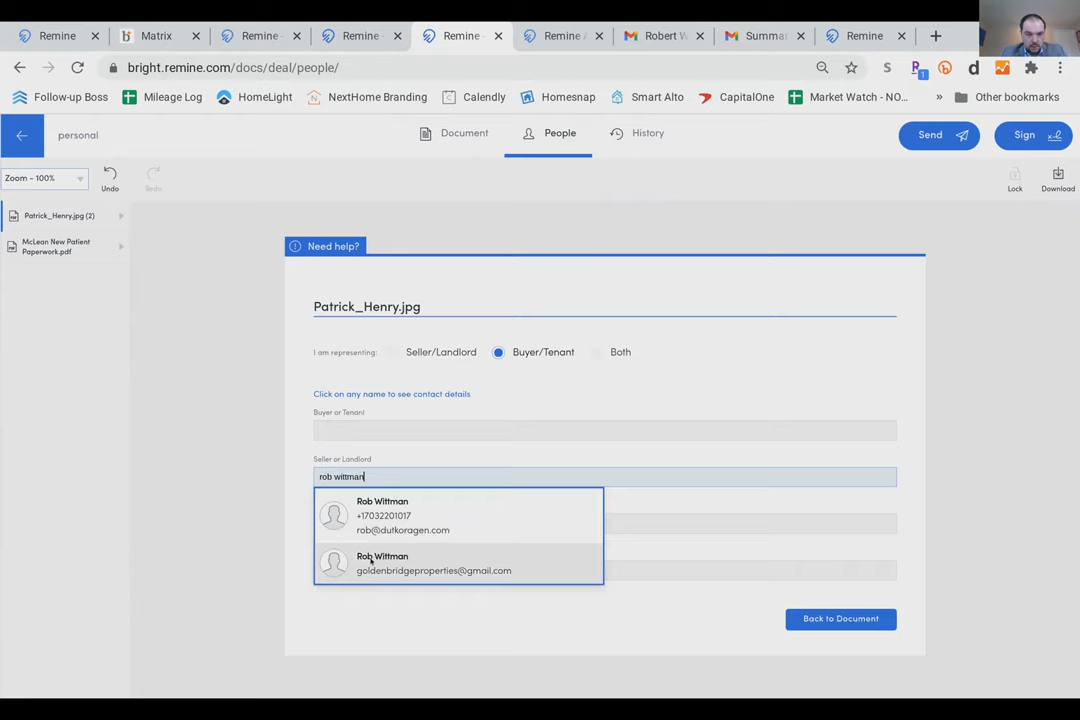 Remine
Matrix
Remine -
Remine -
Remine -
Remine
Robert W
Summar
Remine
bright.remine.com/docs/deal/people/
S
R
1
d
Follow-up Boss
Mileage Log
HomeLight
NextHome Branding
Calendly
Homesnap
Smart Alto
CapitalOne
Market Watch - NO...
»
Other bookmarks
personal
Document
People
History
Send
Sign
Zoom - 100%
Undo
Redo
Lock
Download
Patrick_Henry.jpg (2)
McLean New Patient
Paperwork.pdf
Need help?
Patrick_Henry.jpg
I am representing:
Seller/Landlord
Buyer/Tenant
Both
Click on any name to see contact details
Buyer or Tenant
Seller or Landlord
rob wittman
Rob Wittman
+17032201017
rob@dutkoragen.com
Rob Wittman
goldenbridgeproperties@gmail.com
Back to Document